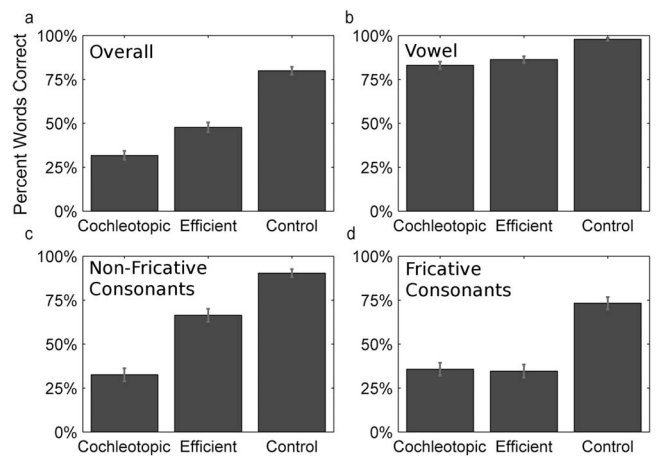 a
b
Percent Words Correct
100%
75%
50%
25%
0%
Overall
Cochleotopic Efficient Control
100%
75%
50%
25%
0%
Vowel
Cochleotopic Efficient Control
c
d
100%
75%
50%
25%
0%
Non-Fricative
Consonants
Cochleotopic Efficient Control
100%
75%
50%
25%
0%
Fricative
Consonants
Cochleotopic Efficient Control